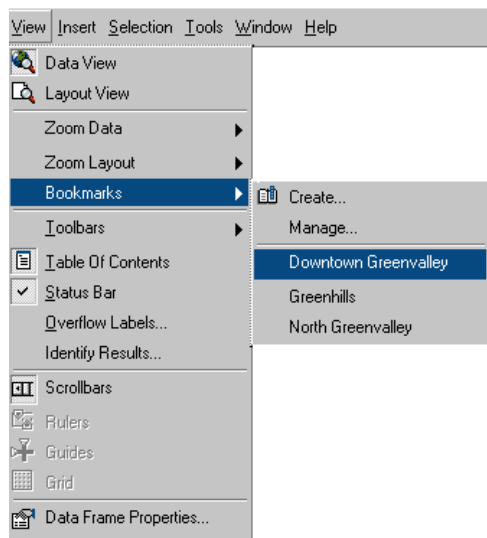 View Insert Selection Tools Window Help
Data View
Layout View
Zoom Data
Zoom Layout
Bookmarks
Create...
Manage...
Downtown Greenvalley
Greenhills
North Greenvalley
Toolbars
Table Of Contents
Status Bar
Overflow Labels...
Identify Results...
Scrollbars
Rulers
Guides
Grid
Data Frame Properties...